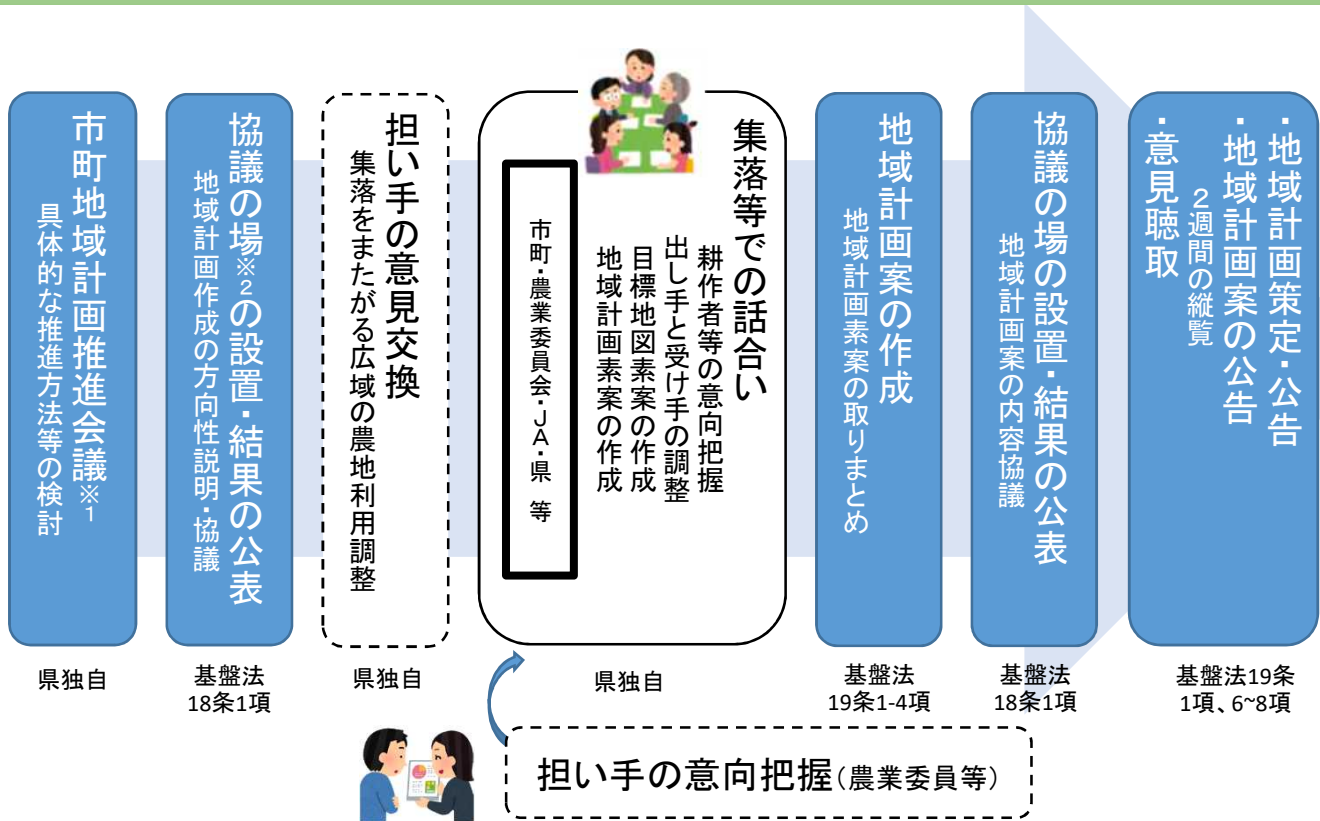 市町地域計画推進会議※1
具体的な推進方法等の検討
県独自
協議の場※2の設置・結果の公表
地域計画作成の方向性説明・協議
基盤法
18条1項
担い手の意見交換
集落をまたがる広域の農地利用調整
県独自
集落等での話合い
耕作者等の意向把握
出し手と受け手の調整
目標地図素案の作成
地域計画素案の作成
市町・農業委員会・JA・県 等
県独自
地域計画案の作成
地域計画素案の取りまとめ
基盤法
19条1-4項
協議の場の設置・結果の公表
地域計画案の内容協議
基盤法
18条1項
・地域計画策定・公告
・地域計画案の公告
2週間の縦覧
・意見聴取
基盤法19条
1項、6~8項
担い手の意向把握（農業委員等）